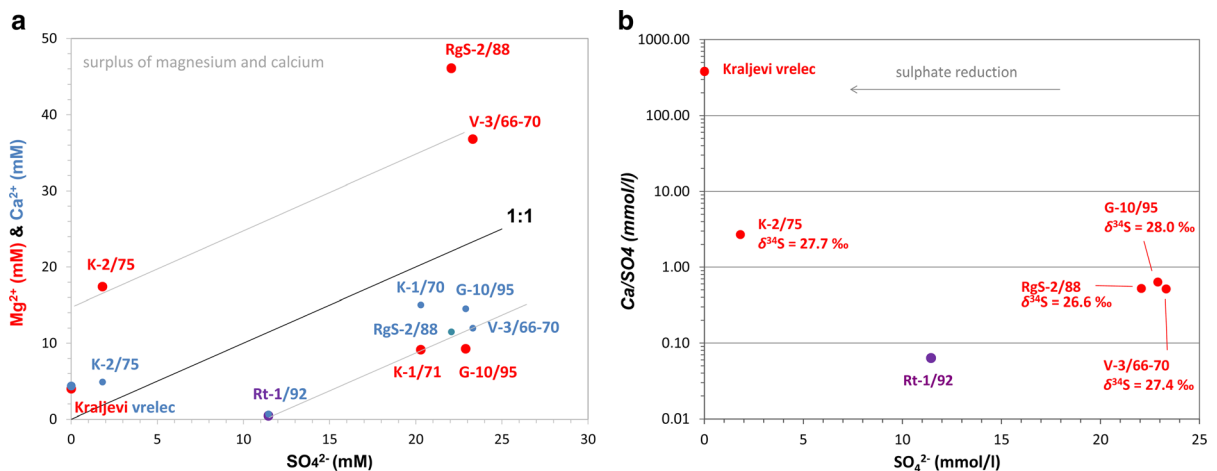 a
surplus of magnesium and calcium
Mg²⁺ (mM) & Ca²⁺ (mM)
50
40
30
20
10
0
RgS-2/88
V-3/66-70
1:1
K-2/75
K-1/70
G-10/95
RgS-2/88
V-3/66-70
K-2/75
K-1/71
G-10/95
Rt-1/92
Kraljevi vrelec
0
5
10
15
20
25
30
SO4²⁻ (mM)
b
Ca/SO4 (mmol/l)
1000.00
100.00
10.00
1.00
0.10
0.01
Kraljevi vrelec
sulphate reduction
K-2/75
δ³⁴S = 27.7 ‰
G-10/95
δ³⁴S = 28.0 ‰
RgS-2/88
δ³⁴S = 26.6 ‰
V-3/66-70
δ³⁴S = 27.4 ‰
Rt-1/92
0
5
10
15
20
25
SO₄²⁻ (mmol/l)